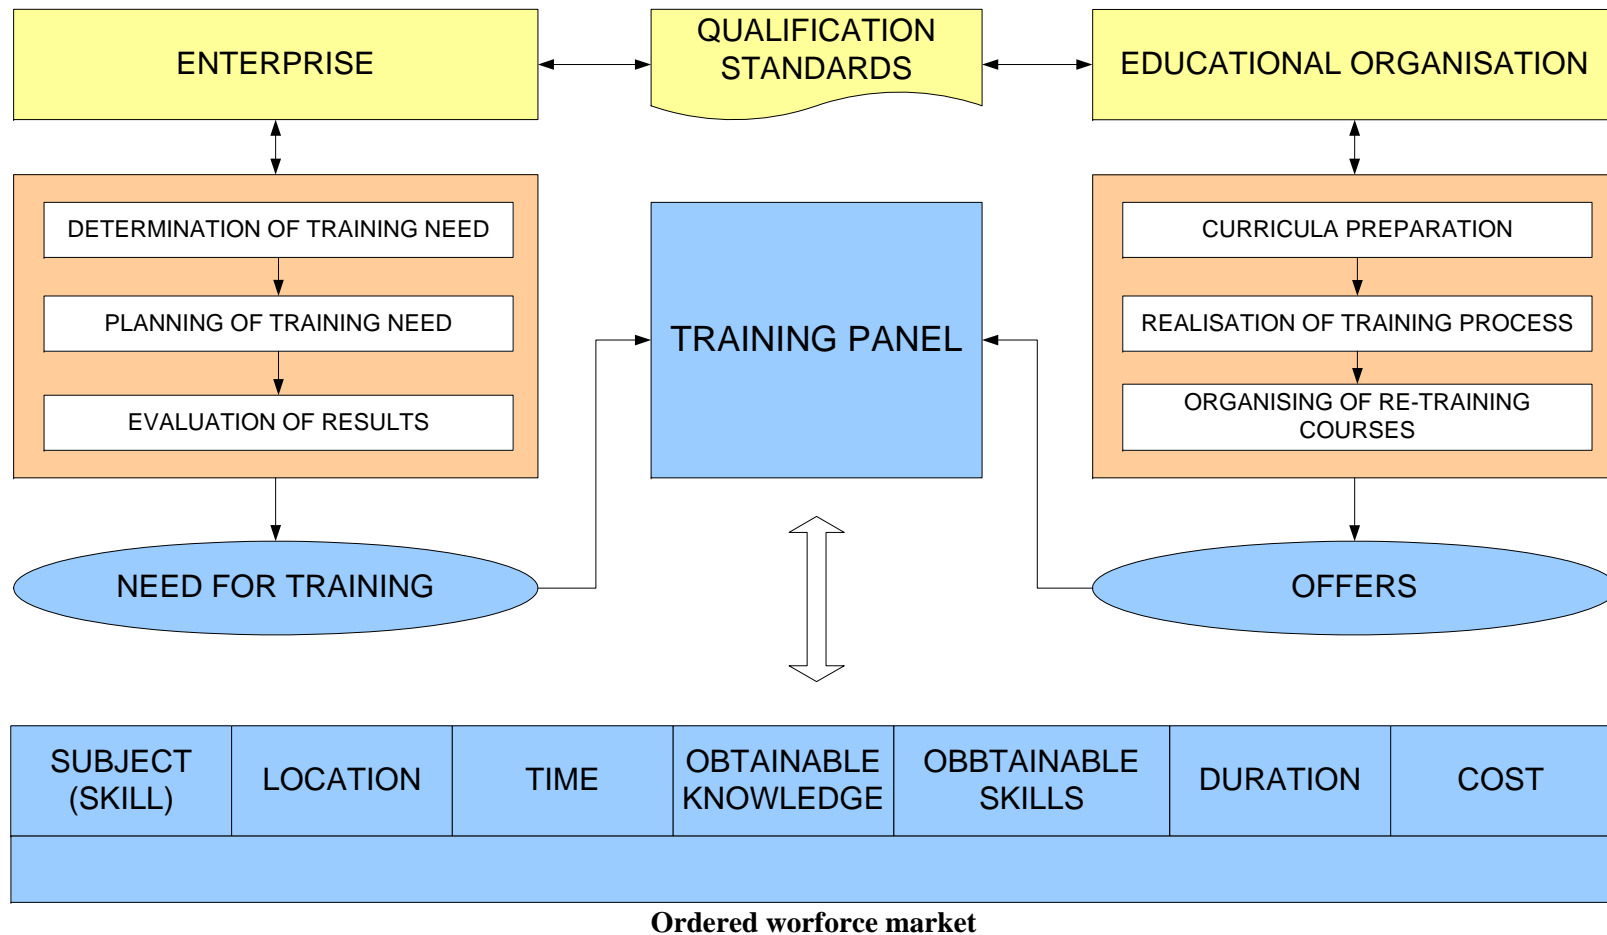 ENTERPRISE
QUALIFICATION
STANDARDS
EDUCATIONAL ORGANISATION
DETERMINATION OF TRAINING NEED
PLANNING OF TRAINING NEED
EVALUATION OF RESULTS
TRAINING PANEL
CURRICULA PREPARATION
REALISATION OF TRAINING PROCESS
ORGANISING OF RE-TRAINING
COURSES
NEED FOR TRAINING
OFFERS
SUBJECT
(SKILL)
LOCATION
TIME
OBTAINABLE
KNOWLEDGE
OBBTAINABLE
SKILLS
DURATION
COST
Ordered worforce market